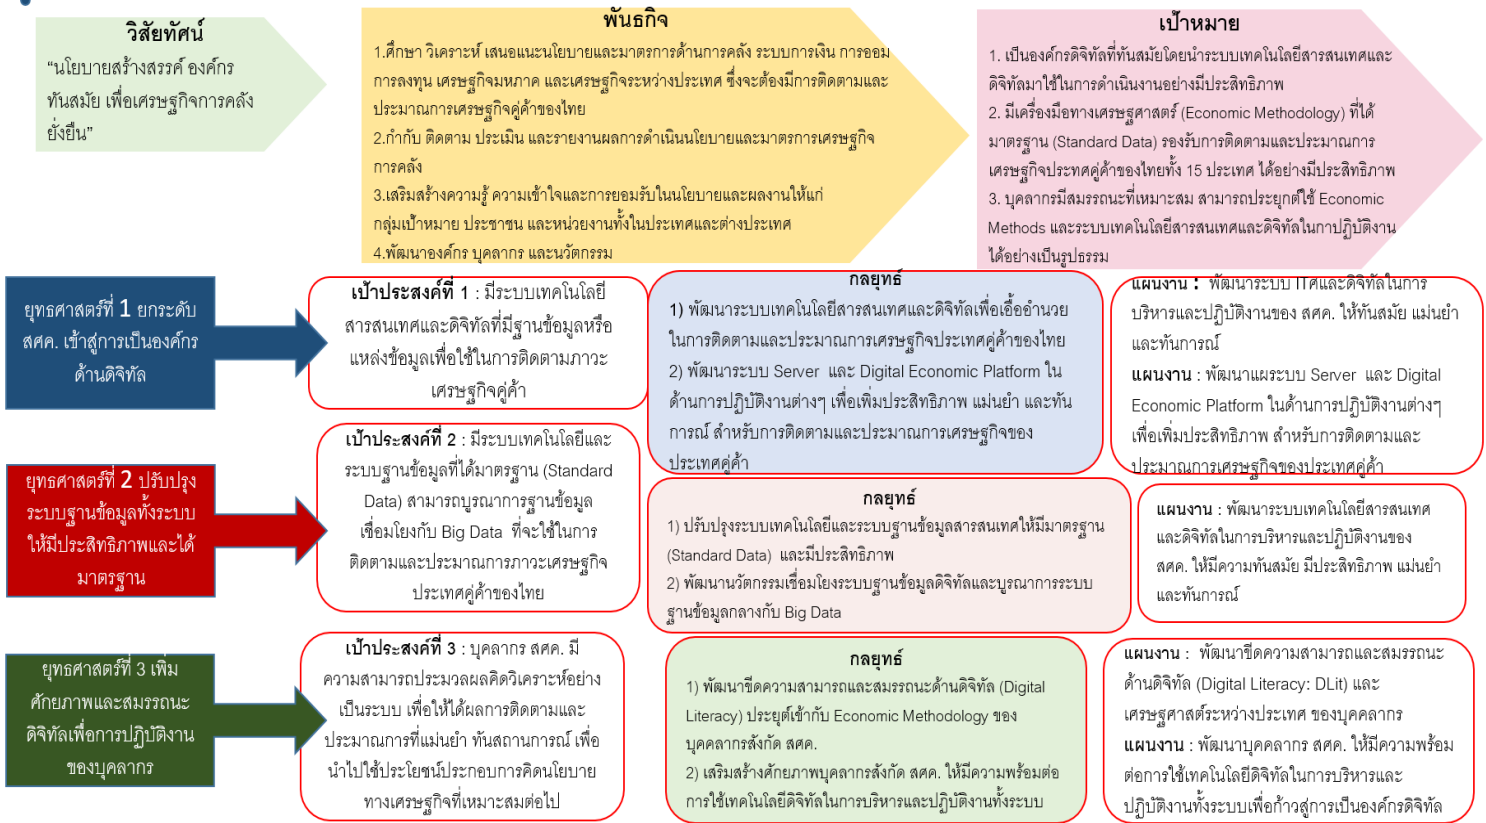 วิสัยทัศน์
“นโยบายสร้างสรรค์ องค์กร
ทันสมัย เพื่อเศรษฐกิจการคลัง
ยั่งยืน”
พันธกิจ
1.ศึกษา วิเคราะห์ เสนอแนะนโยบายและมาตรการด้านการคลัง ระบบการเงิน การออม
การลงทุน เศรษฐกิจมหภาค และเศรษฐกิจระหว่างประเทศ ซึ่งจะต้องมีการติดตามและ
ประมาณการเศรษฐกิจคู่ค้าของไทย
2.กำกับ ติดตาม ประเมิน และรายงานผลการดำเนินนโยบายและมาตรการเศรษฐกิจ
การคลัง
3.เสริมสร้างความรู้ ความเข้าใจและการยอมรับในนโยบายและผลงานให้แก่
กลุ่มเป้าหมาย ประชาชน และหน่วยงานทั้งในประเทศและต่างประเทศ
4.พัฒนาองค์กร บุคลากร และนวัตกรรม
เป้าหมาย
1. เป็นองค์กรดิจิทัลที่ทันสมัยโดยนำระบบเทคโนโลยีสารสนเทศและ
ดิจิทัลมาใช้ในการดำเนินงานอย่างมีประสิทธิภาพ
2. มีเครื่องมือทางเศรษฐศาสตร์ (Economic Methodology) ที่ได้
มาตรฐาน (Standard Data) รองรับการติดตามและประมาณการ
เศรษฐกิจประทศคู่ค้าของไทยทั้ง 15 ประเทศ ได้อย่างมีประสิทธิภาพ
3. บุคลากรมีสมรรถนะที่เหมาะสม สามารถประยุกต์ใช้ Economic
Methods และระบบเทคโนโลยีสารสนเทศและดิจิทัลในกาปฏิบัติงาน
ได้อย่างเป็นรูปธรรม
ยุทธศาสตร์ที่ 1 ยกระดับ
สศค. เข้าสู่การเป็นองค์กร
ด้านดิจิทัล
เป้าประสงค์ที่ 1 : มีระบบเทคโนโลยี
สารสนเทศและดิจิทัลที่มีฐานข้อมูลหรือ
แหล่งข้อมูลเพื่อใช้ในการติดตามภาวะ
เศรษฐกิจคู่ค้า
กลยุทธ์
1) พัฒนาระบบเทคโนโลยีสารสนเทศและดิจิทัลเพื่อเอื้ออำนวย
ในการติดตามและประมาณการเศรษฐกิจประเทศคู่ค้าของไทย
2) พัฒนาระบบ Server และ Digital Economic Platform ใน
ด้านการปฏิบัติงานต่างๆ เพื่อเพิ่มประสิทธิภาพ แม่นยำ และทัน
การณ์ สำหรับการติดตามและประมาณการเศรษฐกิจของ
ประเทศคู่ค้า
แผนงาน : พัฒนาระบบ ITศและดิจิทัลในการ
บริหารและปฏิบัติงานของ สศค. ให้ทันสมัย แม่นยำ
และทันการณ์
แผนงาน : พัฒนาแผระบบ Server และ Digital
Economic Platform ในด้านการปฏิบัติงานต่างๆ
เพื่อเพิ่มประสิทธิภาพ สำหรับการติดตามและ
ประมาณการเศรษฐกิจของประเทศคู่ค้า
ยุทธศาสตร์ที่ 2 ปรับปรุง
ระบบฐานข้อมูลทั้งระบบ
ให้มีประสิทธิภาพและได้
มาตรฐาน
เป้าประสงค์ที่ 2 : มีระบบเทคโนโลยีและ
ระบบฐานข้อมูลที่ได้มาตรฐาน (Standard
Data) สามารถบูรณาการฐานข้อมูล
เชื่อมโยงกับ Big Data ที่จะใช้ในการ
ติดตามและประมาณการภาวะเศรษฐกิจ
ประเทศคู่ค้าของไทย
กลยุทธ์
1) ปรับปรุงระบบเทคโนโลยีและระบบฐานข้อมูลสารสนเทศให้มีมาตรฐาน
(Standard Data) และมีประสิทธิภาพ
2) พัฒนานวัตกรรมเชื่อมโยงระบบฐานข้อมูลดิจิทัลและบูรณาการระบบ
ฐานข้อมูลกลางกับ Big Data
แผนงาน : พัฒนาระบบเทคโนโลยีสารสนเทศ
และดิจิทัลในการบริหารและปฏิบัติงานของ
สศค. ให้มีความทันสมัย มีประสิทธิภาพ แม่นยำ
และทันการณ์
ยุทธศาสตร์ที่ 3 เพิ่ม
ศักยภาพและสมรรถนะ
ดิจิทัลเพื่อการปฏิบัติงาน
ของบุคลากร
เป้าประสงค์ที่ 3 : บุคลากร สศค. มี
ความสามารถประมวลผลคิดวิเคราะห์อย่าง
เป็นระบบ เพื่อให้ได้ผลการติดตามและ
ประมาณการที่แม่นยำ ทันสถานการณ์ เพื่อ
นำไปใช้ประโยชน์ประกอบการคิดนโยบาย
ทางเศรษฐกิจที่เหมาะสมต่อไป
กลยุทธ์
1) พัฒนาขีดความสามารถและสมรรถนะด้านดิจิทัล (Digital
Literacy) ประยุต์เข้ากับ Economic Methodology ของ
บุคคลากรสังกัด สศค.
2) เสริมสร้างศักยภาพบุคลากรสังกัด สศค. ให้มีความพร้อมต่อ
การใช้เทคโนโลยีดิจิทัลในการบริหารและปฏิบัติงานทั้งระบบ
แผนงาน : พัฒนาขีดความสามารถและสมรรถนะ
ด้านดิจิทัล (Digital Literacy: DLit) และ
เศรษฐศาสตร์ระหว่างประเทศ ของบุคคลากร
แผนงาน : พัฒนาบุคคลากร สศค. ให้มีความพร้อม
ต่อการใช้เทคโนโลยีดิจิทัลในการบริหารและ
ปฏิบัติงานทั้งระบบเพื่อก้าวสู่การเป็นองค์กรดิจิทัล